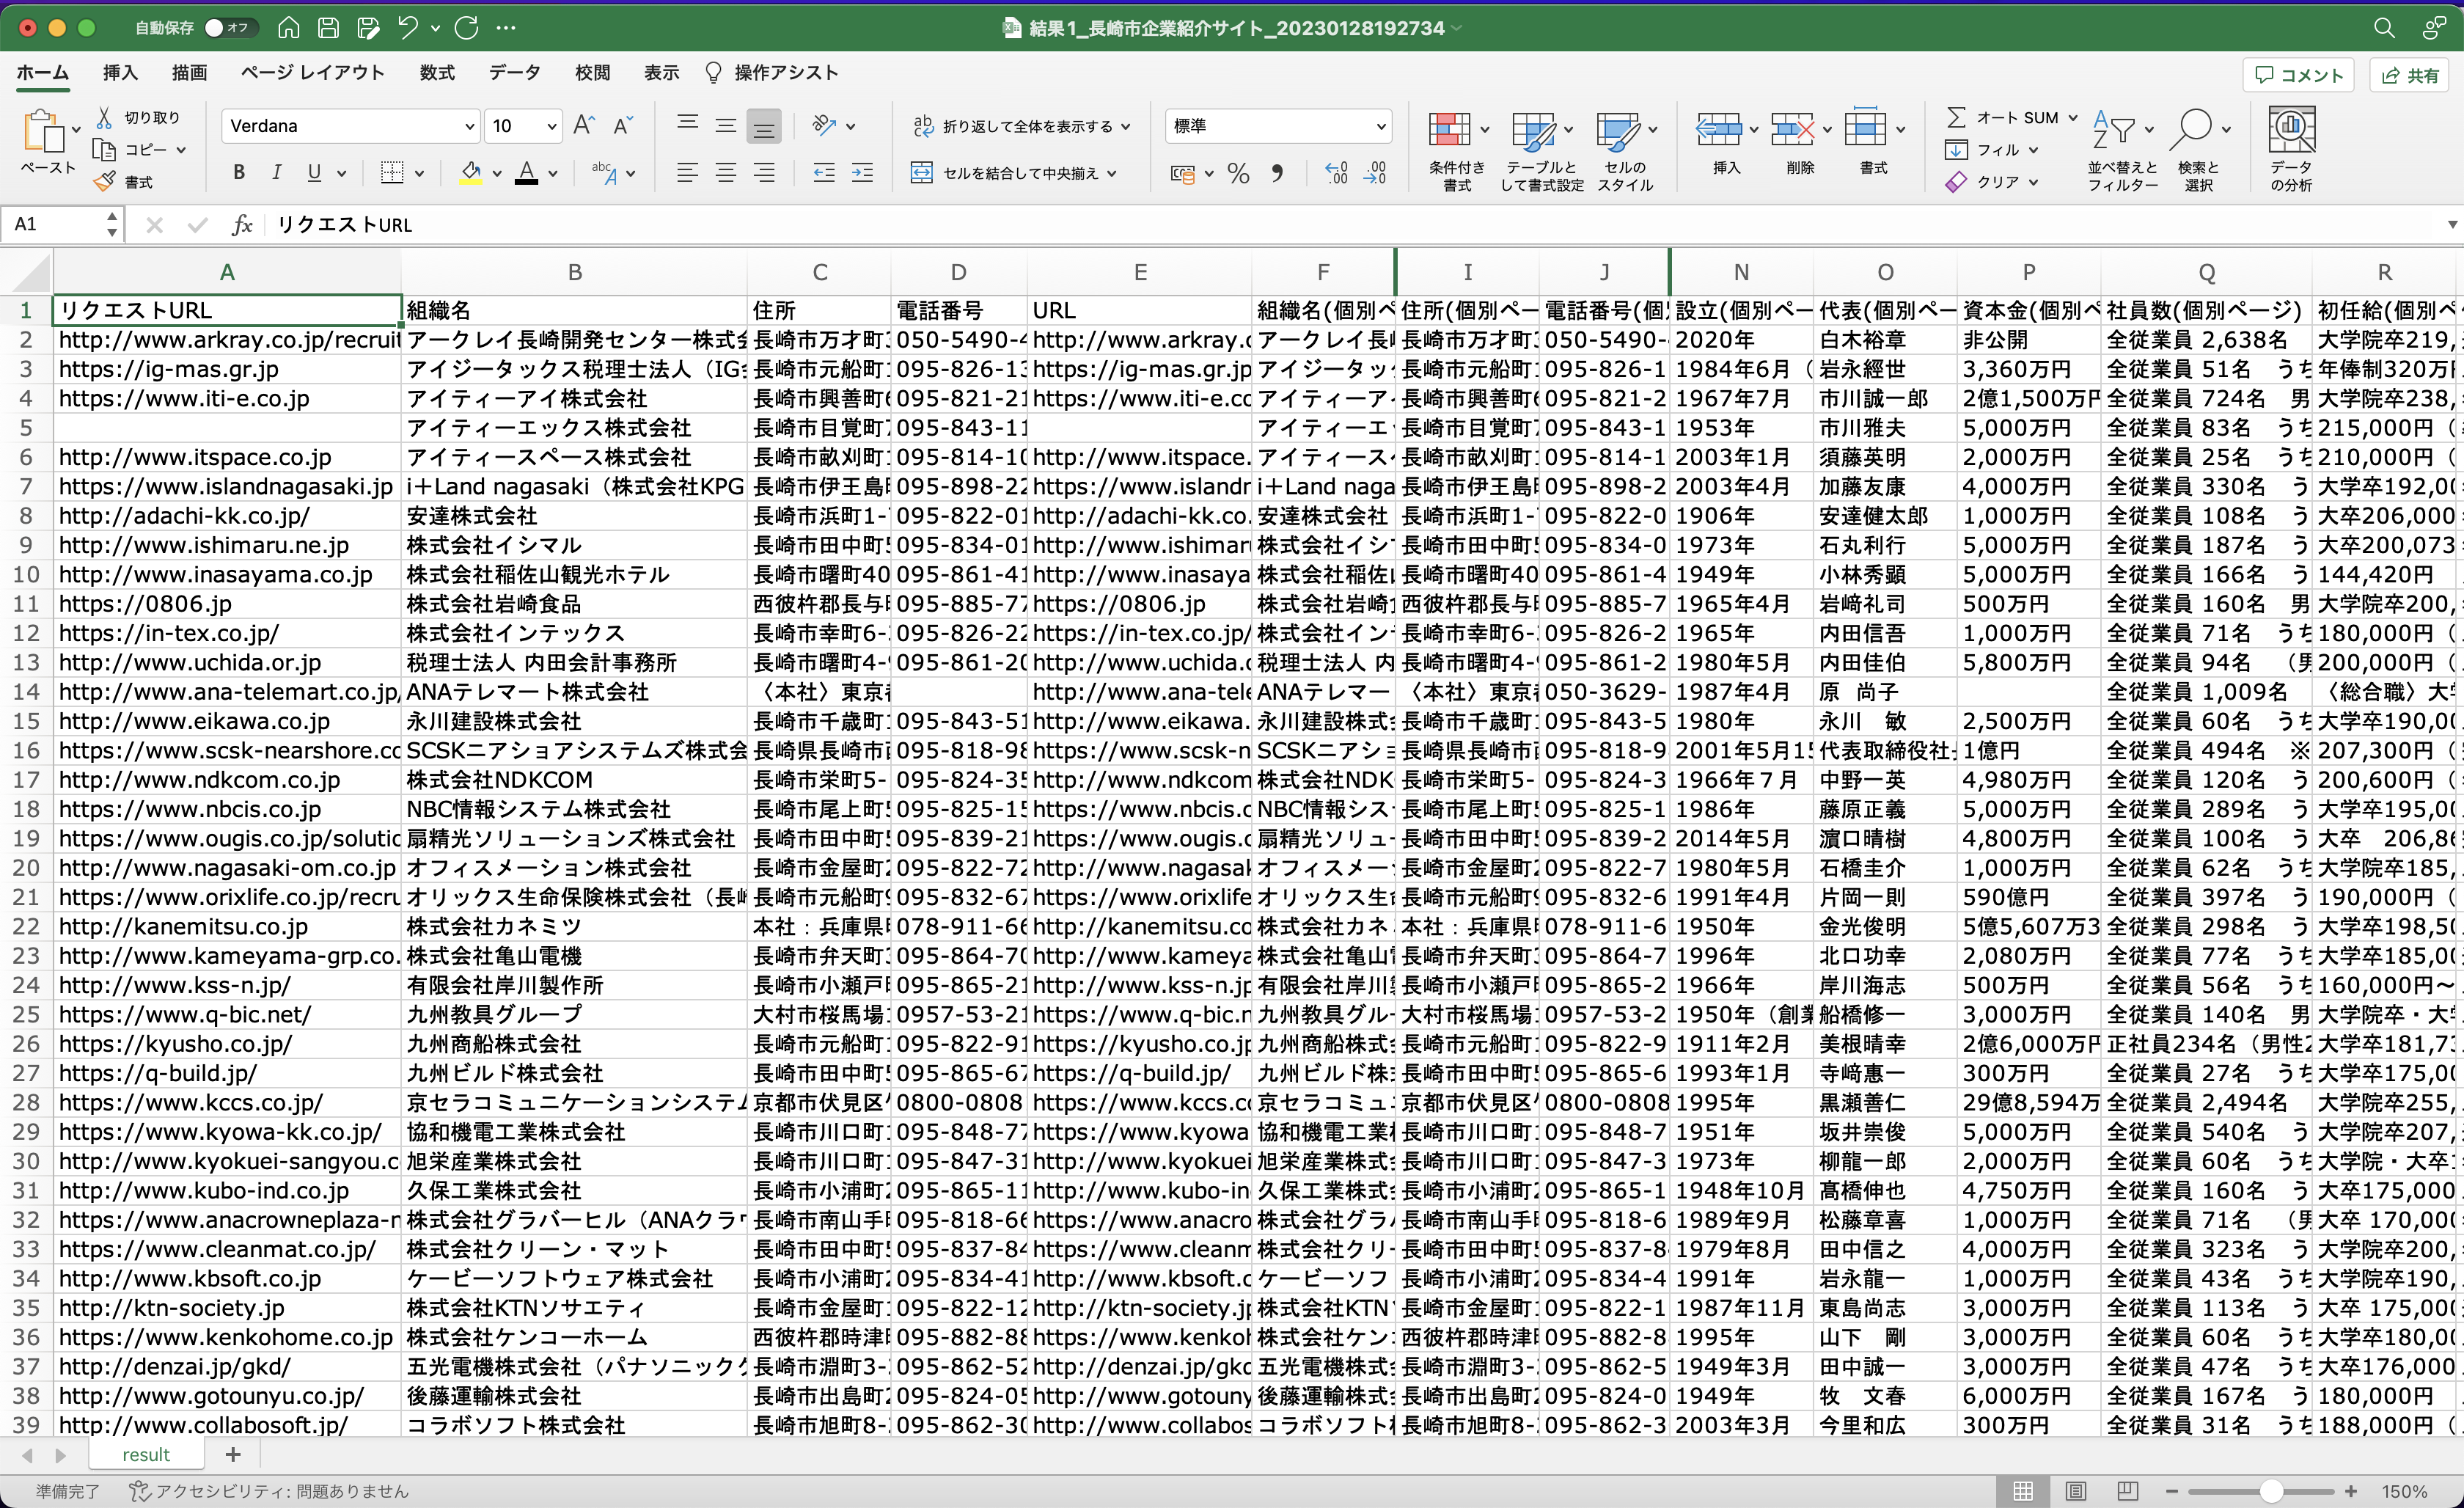 自動保存 オフ 結果1_長崎市企業紹介サイト_20230128192734
ホーム 挿入 描画 ページ レイアウト 数式 データ 校閲 表示 操作アシスト コメント 共有
ペースト 切り取り コピー 書式 Verdana 10 折り返して全体を表示する セルを結合して中央揃え 標準 条件付き書式 テーブルとして書式設定 セルのスタイル 挿入 削除 書式 オート SUM フィル クリア 並べ替えとフィルター 検索と選択 データの分析
A1 fx リクエストURL
A B C D E F I J N O P Q R
1 リクエストURL 組織名 住所 電話番号 URL 組織名(個別ペ 住所(個別ペー 電話番号(個 設立(個別ペー 代表(個別ペー 資本金(個別ペ 社員数(個別ページ) 初任給(個別ペ
2 http://www.arkray.co.jp/recruit アークレイ長崎開発センター株式会 長崎市万才町 050-5490- http://www.arkray.c アークレイ長 長崎市万才町 050-5490- 2020年 白木裕章 非公開 全従業員 2,638名 大学院卒219,
3 https://ig-mas.gr.jp アイジータックス税理士法人（IG 長崎市元船町 095-826-13 https://ig-mas.gr.jp アイジータッ 長崎市元船町 095-826-1 1984年6月（ 岩永經世 3,360万円 全従業員 51名 うち 年俸制320万
4 https://www.iti-e.co.jp アイティーアイ株式会社 長崎市興善町6 095-821-21 https://www.iti-e.co アイティーアイ 長崎市興善町6 095-821-2 1967年7月 市川誠一郎 2億1,500万円 全従業員 724名 男 大学院卒238,
5 アイティーエックス株式会社 長崎市目覚町7 095-843-11 アイティーエッ 長崎市目覚町7 095-843-1 1953年 市川雅夫 5,000万円 全従業員 83名 うち 215,000円（
6 http://www.itspace.co.jp アイティースペース株式会社 長崎市畝刈町1 095-814-10 http://www.itspace. アイティース 長崎市畝刈町1 095-814-1 2003年1月 須藤英明 2,000万円 全従業員 25名 うち 210,000円（
7 https://www.islandnagasaki.jp i＋Land nagasaki（株式会社KPG 長崎市伊王島 095-898-22 https://www.islandr i＋Land naga 長崎市伊王島 095-898-2 2003年4月 加藤友康 4,000万円 全従業員 330名 う 大学卒192,00
8 http://adachi-kk.co.jp/ 安達株式会社 長崎市浜町1- 095-822-01 http://adachi-kk.co. 安達株式会社 長崎市浜町1- 095-822-0 1906年 安達健太郎 1,000万円 全従業員 108名 う 大卒206,000
9 http://www.ishimaru.ne.jp 株式会社イシマル 長崎市田中町5 095-834-01 http://www.ishimaru 株式会社イシ 長崎市田中町5 095-834-0 1973年 石丸利行 5,000万円 全従業員 187名 う 大卒200,073
10 http://www.inasayama.co.jp 株式会社稲佐山観光ホテル 長崎市曙町40 095-861-41 http://www.inasaya 株式会社稲佐 長崎市曙町40 095-861-4 1949年 小林秀顕 5,000万円 全従業員 166名 う 144,420円
11 https://0806.jp 株式会社岩崎食品 西彼杵郡長与 095-885-77 https://0806.jp 株式会社岩崎 西彼杵郡長与 095-885-7 1965年4月 岩﨑礼司 500万円 全従業員 160名 男 大学院卒200,
12 https://in-tex.co.jp/ 株式会社インテックス 長崎市幸町6- 095-826-22 https://in-tex.co.jp/ 株式会社イン 長崎市幸町6- 095-826-2 1965年 内田信吾 1,000万円 全従業員 71名 うち 180,000円（
13 http://www.uchida.or.jp 税理士法人 内田会計事務所 長崎市曙町4- 095-861-20 http://www.uchida.o 税理士法人 内 長崎市曙町4- 095-861-2 1980年5月 内田佳伯 5,800万円 全従業員 94名 （男 200,000円（
14 http://www.ana-telemart.co.jp/ ANAテレマート株式会社 〈本社〉東京 http://www.ana-tele ANAテレマー 〈本社〉東京 050-3629- 1987年4月 原 尚子 全従業員 1,009名 〈総合職〉大
15 http://www.eikawa.co.jp 永川建設株式会社 長崎市千歳町1 095-843-51 http://www.eikawa. 永川建設株式 長崎市千歳町1 095-843-5 1980年 永川 敏 2,500万円 全従業員 60名 うち 大学卒190,00
16 https://www.scsk-nearshore.co SCSKニアショアシステムズ株式会 長崎県長崎市 095-818-98 https://www.scsk-n SCSKニアショ 長崎県長崎市 095-818-9 2001年5月15 代表取締役社 1億円 全従業員 494名 ※ 207,300円（
17 https://www.ndkcom.co.jp 株式会社NDKCOM 長崎市栄町5- 095-824-35 https://www.ndkcom 株式会社NDK 長崎市栄町5- 095-824-3 1966年７月 中野一英 4,980万円 全従業員 120名 う 200,600円（
18 https://www.nbcis.co.jp NBC情報システム株式会社 長崎市尾上町5 095-825-15 https://www.nbcis.c NBC情報シス 長崎市尾上町5 095-825-1 1986年 藤原正義 5,000万円 全従業員 289名 う 大学卒195,00
19 https://www.ougis.co.jp/solutio 扇精光ソリューションズ株式会社 長崎市田中町5 095-839-21 https://www.ougis.c 扇精光ソリュー 長崎市田中町5 095-839-2 2014年5月 濵口晴樹 4,800万円 全従業員 100名 う 大卒 206,86
20 http://www.nagasaki-om.co.jp オフィスメーション株式会社 長崎市金屋町2 095-822-72 http://www.nagasak オフィスメー 長崎市金屋町2 095-822-7 1980年5月 石橋圭介 1,000万円 全従業員 62名 うち 大学院卒185,
21 https://www.orixlife.co.jp/recru オリックス生命保険株式会社（長 長崎市元船町9 095-832-67 https://www.orixlife オリックス生 長崎市元船町9 095-832-6 1991年4月 片岡一則 590億円 全従業員 397名 う 190,000円（
22 http://kanemitsu.co.jp 株式会社カネミツ 本社：兵庫県 078-911-66 http://kanemitsu.co 株式会社カネ 本社：兵庫県 078-911-6 1950年 金光俊明 5億5,607万3 全従業員 298名 う 大学卒198,50
23 http://www.kameyama-grp.co. 株式会社亀山電機 長崎市弁天町 095-864-70 http://www.kameya 株式会社亀山 長崎市弁天町 095-864-7 1996年 北口功幸 2,080万円 全従業員 77名 うち 大学卒185,00
24 http://www.kss-n.jp/ 有限会社岸川製作所 長崎市小瀬戸 095-865-21 http://www.kss-n.jp 有限会社岸川 長崎市小瀬戸 095-865-2 1966年 岸川海志 500万円 全従業員 56名 うち 160,000円〜
25 https://www.q-bic.net/ 九州教具グループ 大村市桜馬場1 0957-53-21 https://www.q-bic.n 九州教具グルー 大村市桜馬場1 0957-53-2 1950年（創業 船橋修一 3,000万円 全従業員 140名 男 大学院卒・大
26 https://kyusho.co.jp/ 九州商船株式会社 長崎市元船町1 095-822-91 https://kyusho.co.jp 九州商船株式 長崎市元船町1 095-822-9 1911年2月 美根晴幸 2億6,000万円 正社員234名（男性2 大学卒181,73
27 https://q-build.jp/ 九州ビルド株式会社 長崎市田中町5 095-865-67 https://q-build.jp/ 九州ビルド株 長崎市田中町5 095-865-6 1993年1月 寺﨑惠一 300万円 全従業員 27名 うち 大学卒175,00
28 https://www.kccs.co.jp/ 京セラコミュニケーションシステム 京都市伏見区 0800-0808 https://www.kccs.co 京セラコミュ 京都市伏見区 0800-0808 1995年 黒瀬善仁 29億8,594万 全従業員 2,494名 大学院卒255,
29 https://www.kyowa-kk.co.jp/ 協和機電工業株式会社 長崎市川口町1 095-848-77 https://www.kyowa 協和機電工業 長崎市川口町1 095-848-7 1951年 坂井崇俊 5,000万円 全従業員 540名 う 大学院卒207,
30 http://www.kyokuei-sangyou.c 旭栄産業株式会社 長崎市川口町1 095-847-31 http://www.kyokuei 旭栄産業株式 長崎市川口町1 095-847-3 1973年 柳龍一郎 2,000万円 全従業員 60名 うち 大学院・大卒
31 http://www.kubo-ind.co.jp 久保工業株式会社 長崎市小浦町2 095-865-11 http://www.kubo-in 久保工業株式 長崎市小浦町2 095-865-1 1948年10月 髙橋伸也 4,750万円 全従業員 160名 う 大卒175,000
32 https://www.anacrowneplaza-n 株式会社グラバーヒル（ANAクラウ 長崎市南山手 095-818-66 https://www.anacro 株式会社グラ 長崎市南山手 095-818-6 1989年9月 松藤章喜 1,000万円 全従業員 71名 （男 大卒 170,000
33 https://www.cleanmat.co.jp/ 株式会社クリーン・マット 長崎市田中町5 095-837-84 https://www.cleanm 株式会社クリ 長崎市田中町5 095-837-8 1979年8月 田中信之 4,000万円 全従業員 323名 う 大学院卒200,
34 http://www.kbsoft.co.jp ケービーソフトウェア株式会社 長崎市小浦町2 095-834-41 http://www.kbsoft.c ケービーソフ 長崎市小浦町2 095-834-4 1991年 岩永龍一 1,000万円 全従業員 43名 うち 大学院卒190,
35 http://ktn-society.jp 株式会社KTNソサエティ 長崎市金屋町1 095-822-12 http://ktn-society.jp 株式会社KTN 長崎市金屋町1 095-822-1 1987年11月 東島尚志 3,000万円 全従業員 113名 う 大卒 175,000
36 https://www.kenkohome.co.jp 株式会社ケンコーホーム 西彼杵郡時津 095-882-88 https://www.kenkoh 株式会社ケン 西彼杵郡時津 095-882-8 1995年 山下 剛 3,000万円 全従業員 60名 うち 大学卒180,00
37 http://denzai.jp/gkd/ 五光電機株式会社（パナソニック 長崎市淵町3- 095-862-52 http://denzai.jp/gkd 五光電機株式 長崎市淵町3- 095-862-5 1949年3月 田中誠一 3,000万円 全従業員 47名 うち 大卒176,000
38 http://www.gotounyu.co.jp/ 後藤運輸株式会社 長崎市出島町2 095-824-05 http://www.gotouny 後藤運輸株式 長崎市出島町2 095-824-0 1949年 牧 文春 6,000万円 全従業員 167名 う 180,000円
39 http://www.collabosoft.jp/ コラボソフト株式会社 長崎市旭町8- 095-862-30 http://www.collabos コラボソフト 長崎市旭町8- 095-862-3 2003年3月 今里和広 300万円 全従業員 31名 うち 188,000円（
result
準備完了 アクセシビリティ: 問題ありません 150%